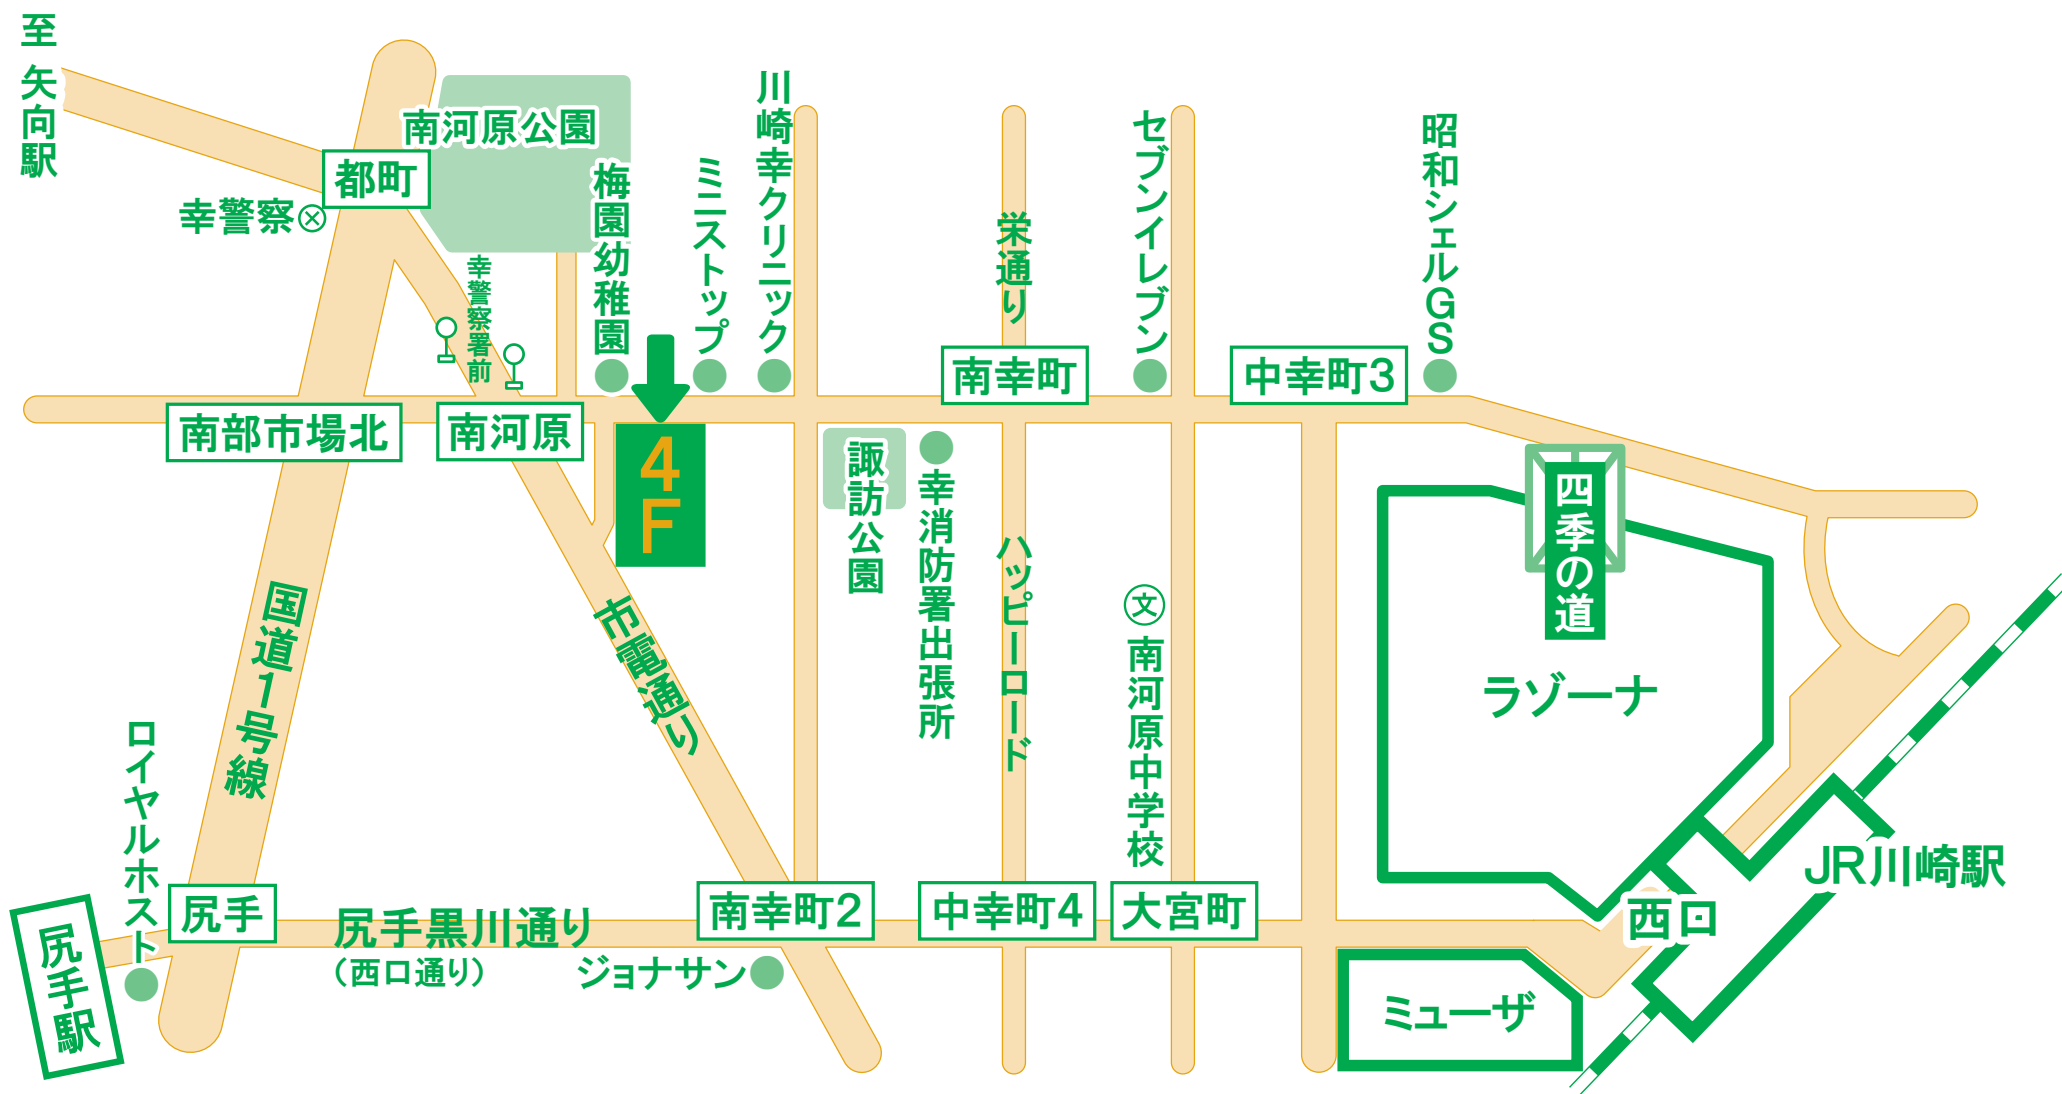 至 矢向駅
南河原公園
都町
幸警察
幸警察署前
梅園幼稚園
ミニストップ
川崎幸クリニック
栄通り
セブンイレブン
昭和シェルGS
南部市場北
南河原
4F
南幸町
中幸町3
諏訪公園
幸消防署出張所
ハッピーロード
文
南河原中学校
四季の道
ラゾーナ
国道1号線
市電通り
ロイヤルホスト
尻手
尻手駅
尻手黒川通り
（西口通り）
ジョナサン
南幸町2
中幸町4
大宮町
西口
JR川崎駅
ミューザ